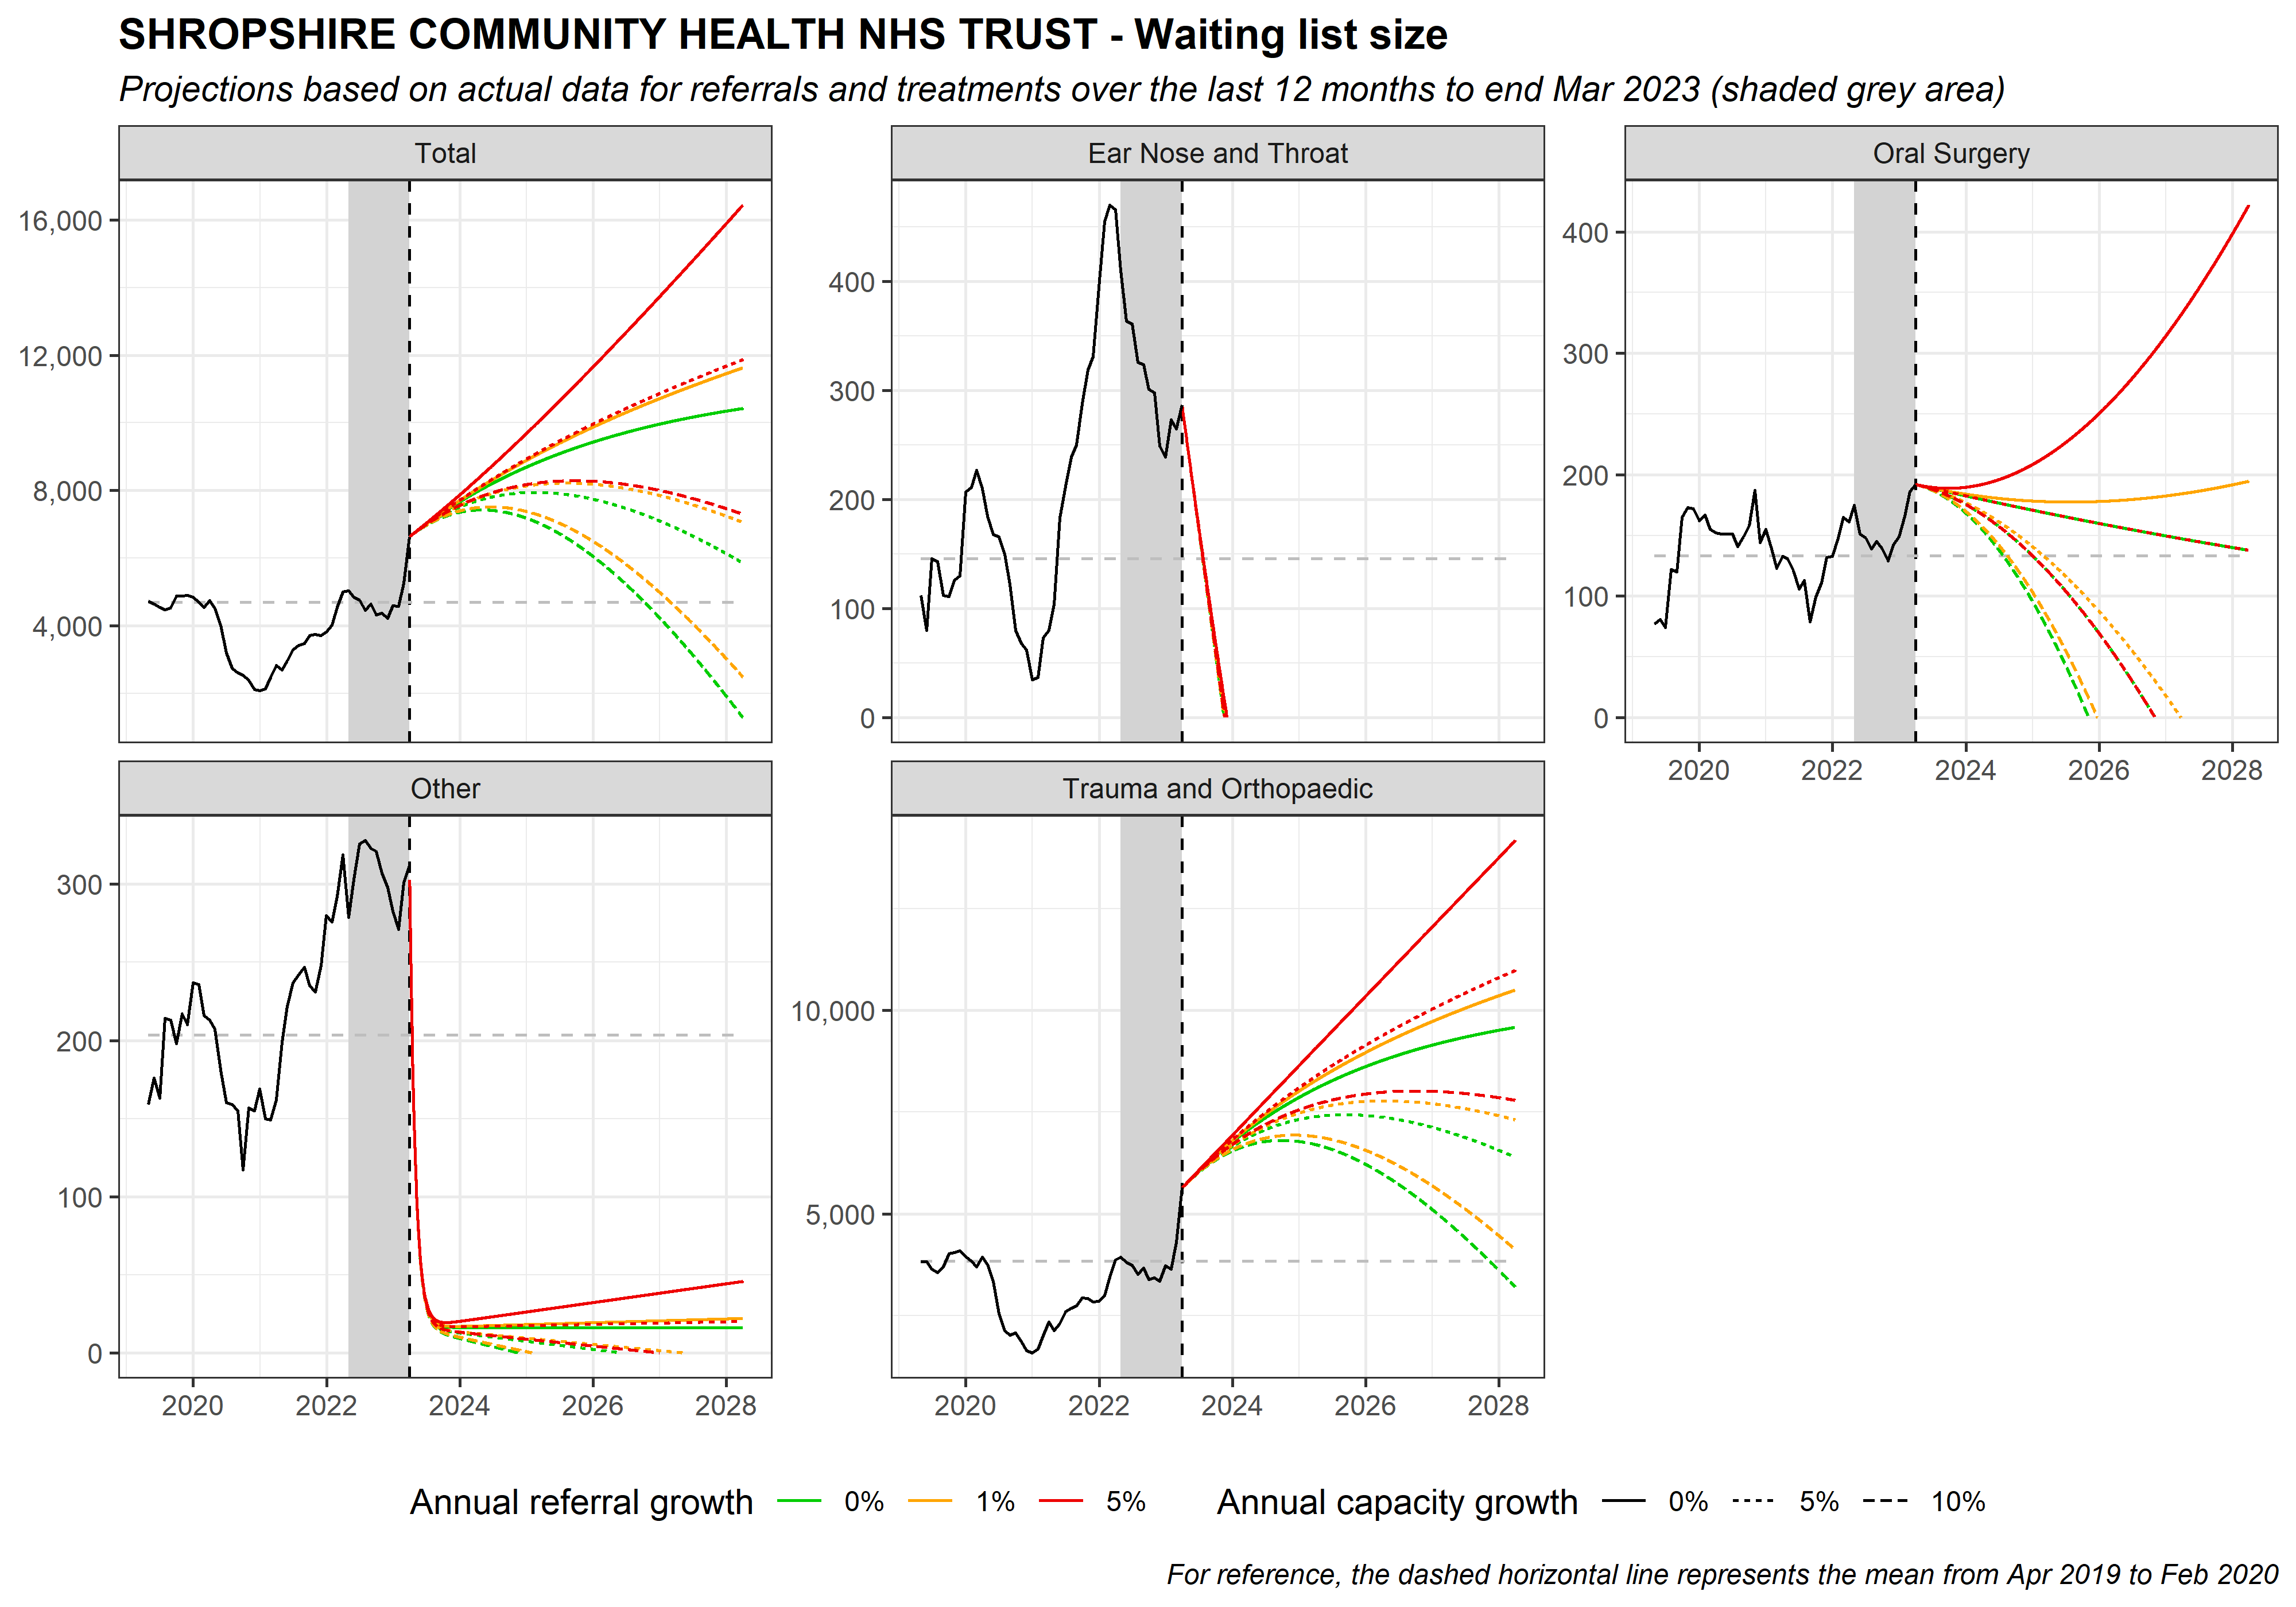 SHROPSHIRE COMMUNITY HEALTH NHS TRUST - Waiting list size
Projections based on actual data for referrals and treatments over the last 12 months to end Mar 2023 (shaded grey area)
Total
16,000
12,000
8,000
4,000
Ear Nose and Throat
400
300
200
100
0
Oral Surgery
400
300
200
100
0
2020 2022 2024 2026 2028
Other
300
200
100
0
2020 2022 2024 2026 2028
Trauma and Orthopaedic
10,000
5,000
2020 2022 2024 2026 2028
Annual referral growth 0% 1% 5% Annual capacity growth 0% 5% 10%
For reference, the dashed horizontal line represents the mean from Apr 2019 to Feb 2020